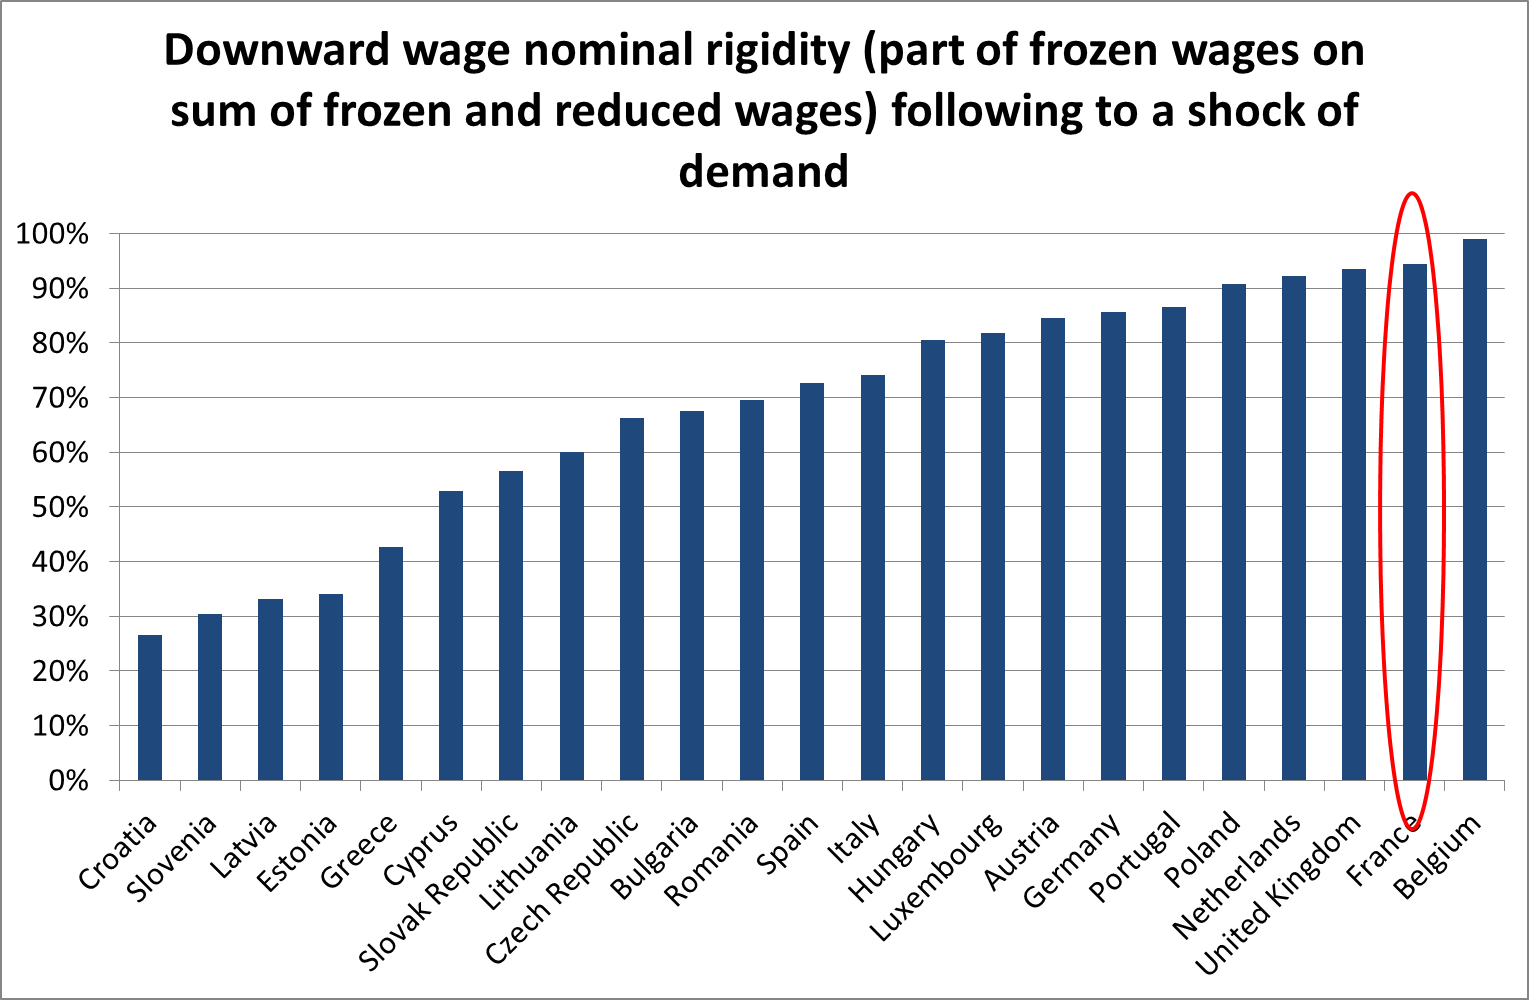 Downward wage nominal rigidity (part of frozen wages on
sum of frozen and reduced wages) following to a shock of
demand
100%
90%
80%
70%
60%
50%
40%
30%
20%
10%
0%
Croatia
Slovenia
Latvia
Estonia
Greece
Cyprus
Slovak Republic
Lithuania
Czech Republic
Bulgaria
Romania
Spain
Italy
Hungary
Luxembourg
Austria
Germany
Portugal
Poland
Netherlands
United Kingdom
France
Belgium